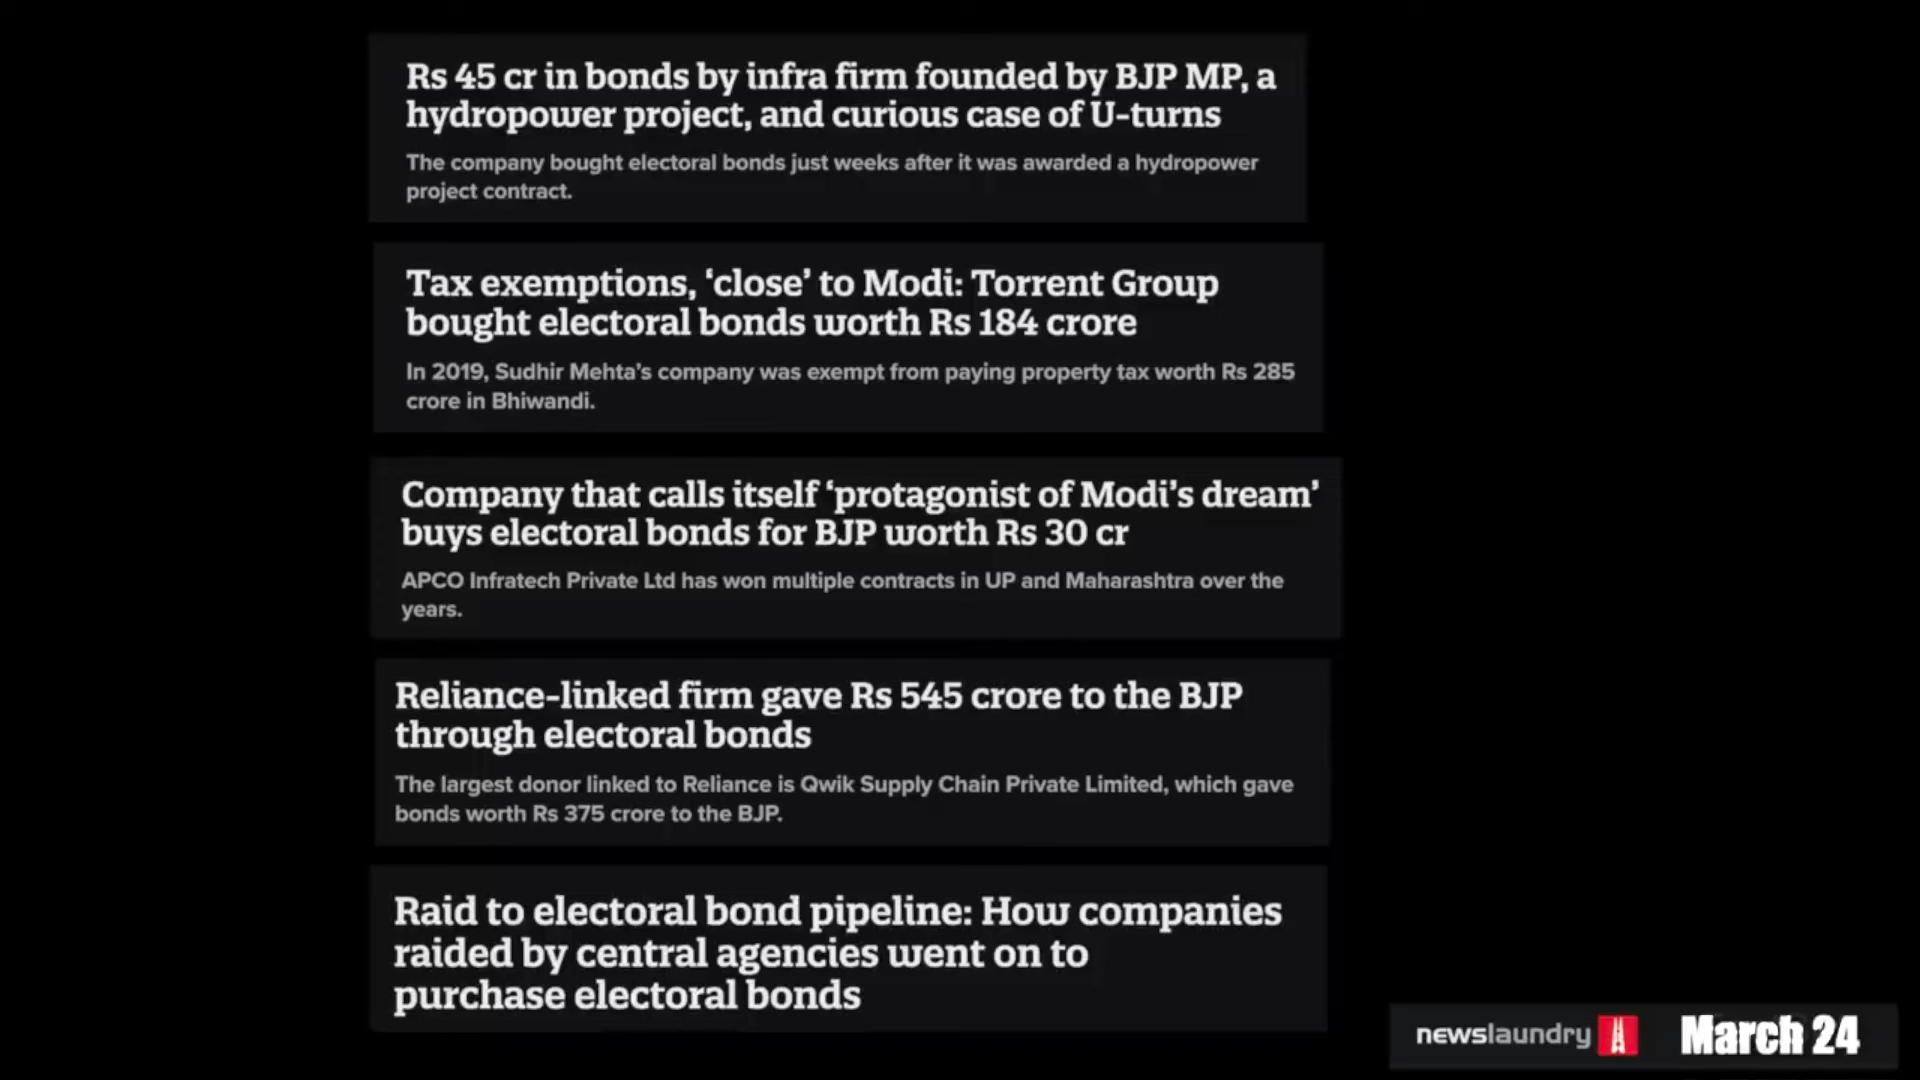 Rs 45 cr in bonds by infra firm founded by BJP MP, a
hydropower project, and curious case of U-turns
The company bought electoral bonds just weeks after it was awarded a hydropower
project contract.
Tax exemptions, ‘close’ to Modi: Torrent Group
bought electoral bonds worth Rs 184 crore
In 2019, Sudhir Mehta’s company was exempt from paying property tax worth Rs 285
crore in Bhiwandi.
Company that calls itself ‘protagonist of Modi’s dream’
buys electoral bonds for BJP worth Rs 30 cr
APCO Infratech Private Ltd has won multiple contracts in UP and Maharashtra over the
years.
Reliance-linked firm gave Rs 545 crore to the BJP
through electoral bonds
The largest donor linked to Reliance is Qwik Supply Chain Private Limited, which gave
bonds worth Rs 375 crore to the BJP.
Raid to electoral bond pipeline: How companies
raided by central agencies went on to
purchase electoral bonds
newslaundry March 24